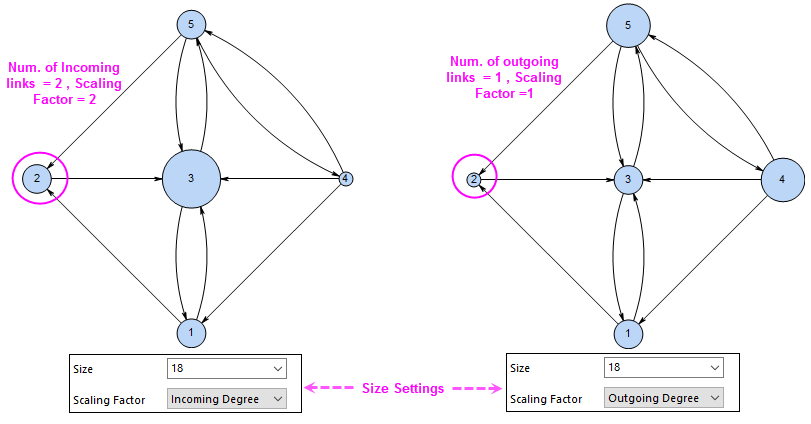 5
Num. of Incoming
links = 2 , Scaling
Factor = 2
2
3
4
1
Size
18
Scaling Factor
Incoming Degree
Size Settings
5
Num. of outgoing
links = 1 , Scaling
Factor =1
2
3
4
1
Size
18
Scaling Factor
Outgoing Degree